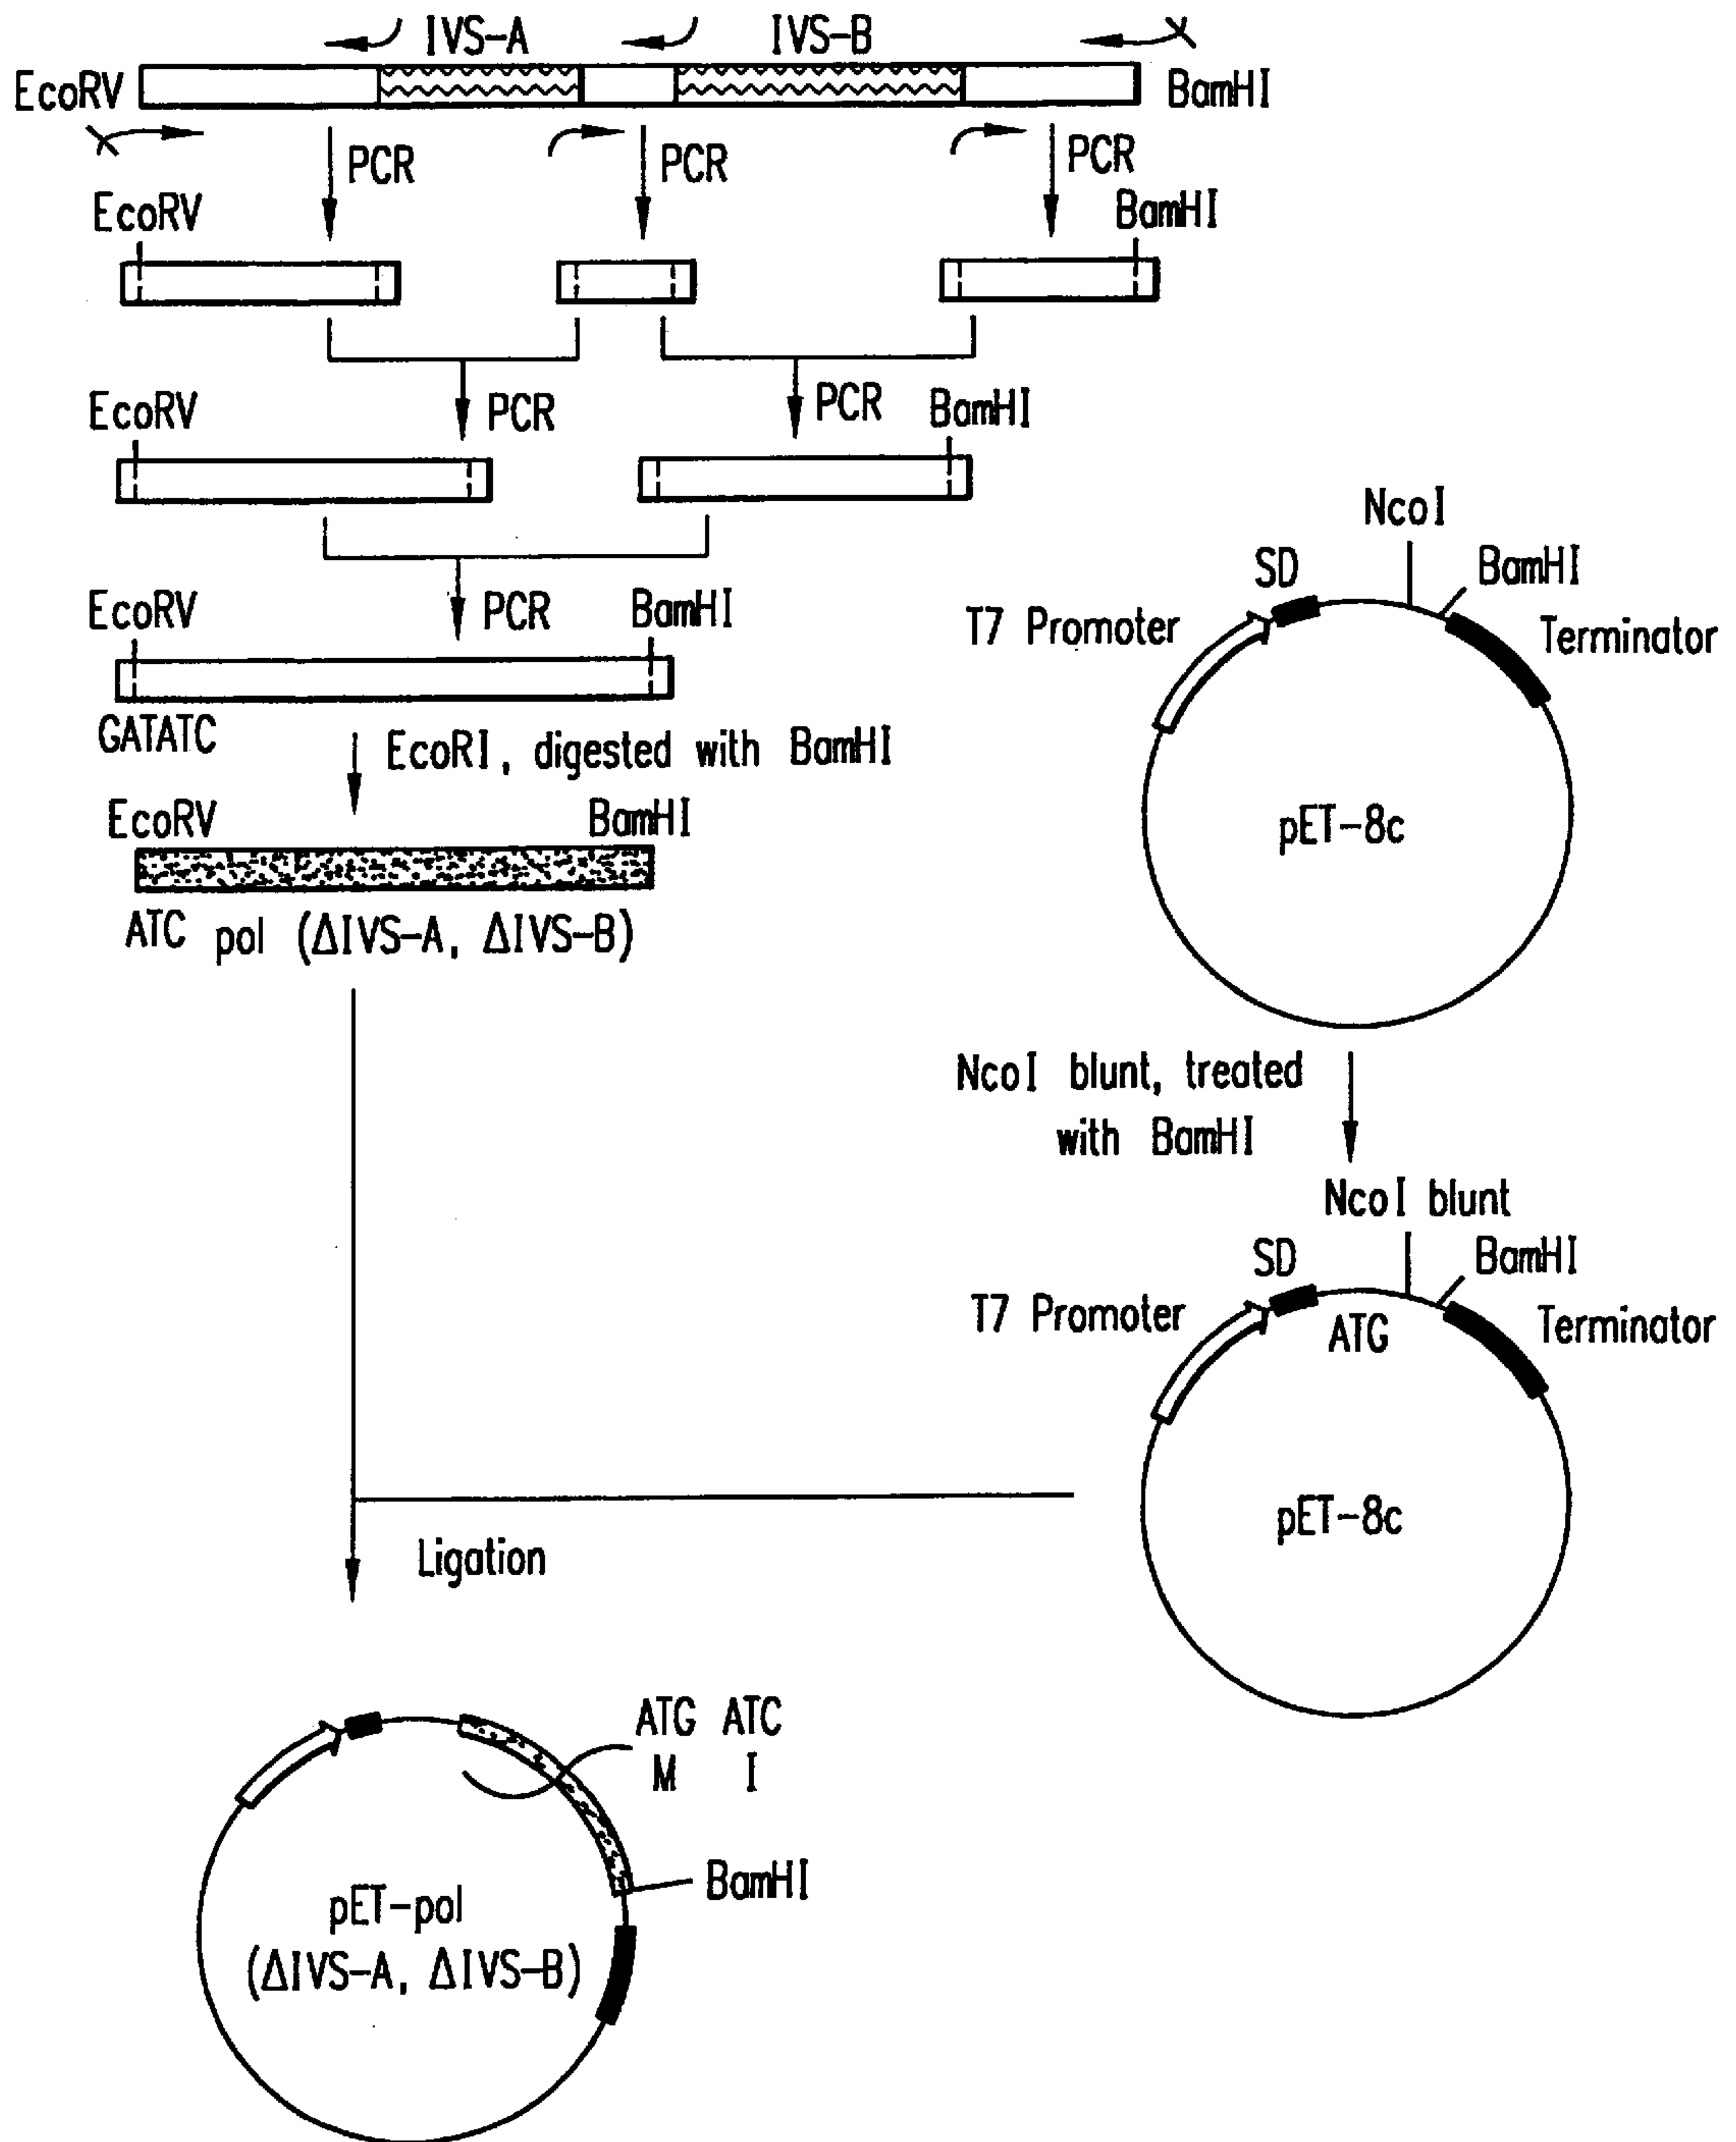 IVS-A IVS-B
EcoRV BamHI
PCR PCR PCR
EcoRV BamHI
PCR PCR
EcoRV BamHI
PCR
EcoRV BamHI
GATATC
EcoRI, digested with BamHI
EcoRV BamHI
ATC pol (ΔIVS-A, ΔIVS-B)
NcoI
SD BamHI
T7 Promoter Terminator
pET-8c
NcoI blunt, treated
with BamHI
NcoI blunt
SD BamHI
T7 Promoter ATG Terminator
pET-8c
Ligation
ATG ATC
M I
BamHI
pET-pol
(ΔIVS-A, ΔIVS-B)